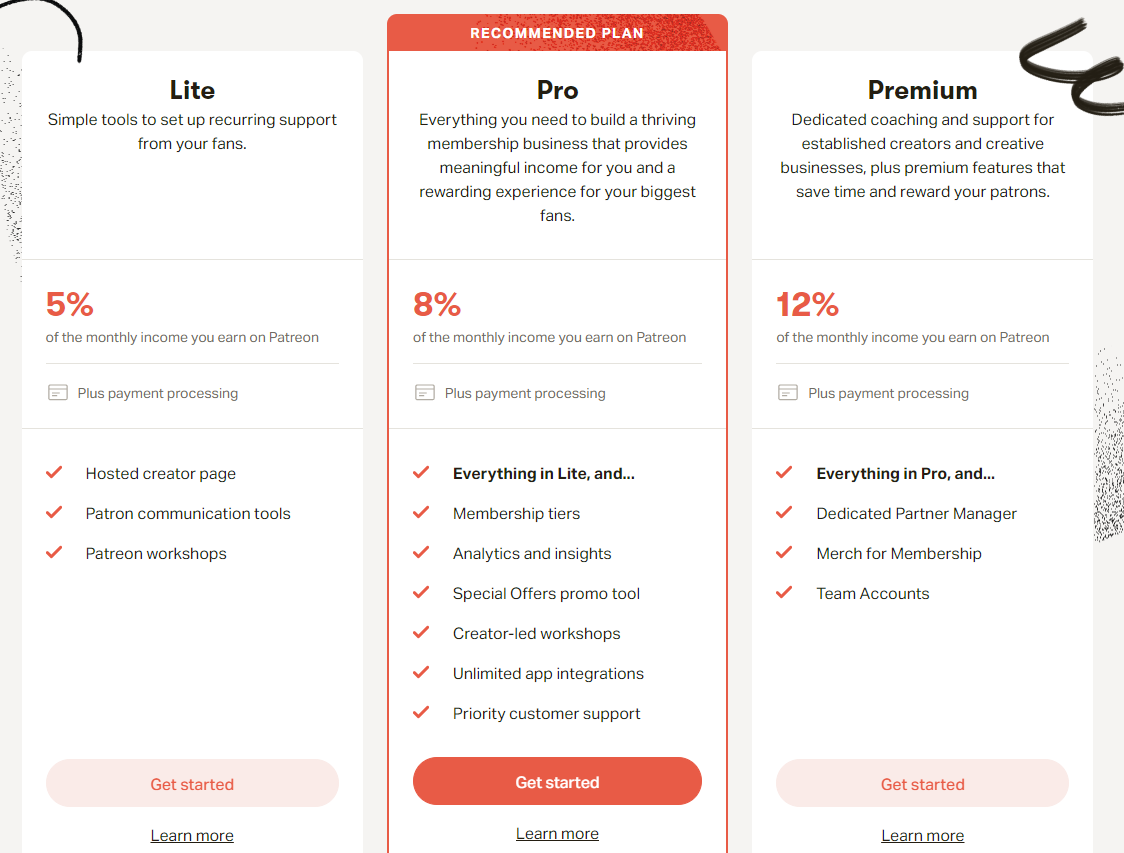 RECOMMENDED PLAN
Lite
Simple tools to set up recurring support
from your fans.
5%
of the monthly income you earn on Patreon
Plus payment processing
Hosted creator page
Patron communication tools
Patreon workshops
Get started
Learn more
Pro
Everything you need to build a thriving
membership business that provides
meaningful income for you and a
rewarding experience for your biggest
fans.
8%
of the monthly income you earn on Patreon
Plus payment processing
Everything in Lite, and...
Membership tiers
Analytics and insights
Special Offers promo tool
Creator-led workshops
Unlimited app integrations
Priority customer support
Get started
Learn more
Premium
Dedicated coaching and support for
established creators and creative
businesses, plus premium features that
save time and reward your patrons.
12%
of the monthly income you earn on Patreon
Plus payment processing
Everything in Pro, and...
Dedicated Partner Manager
Merch for Membership
Team Accounts
Get started
Learn more